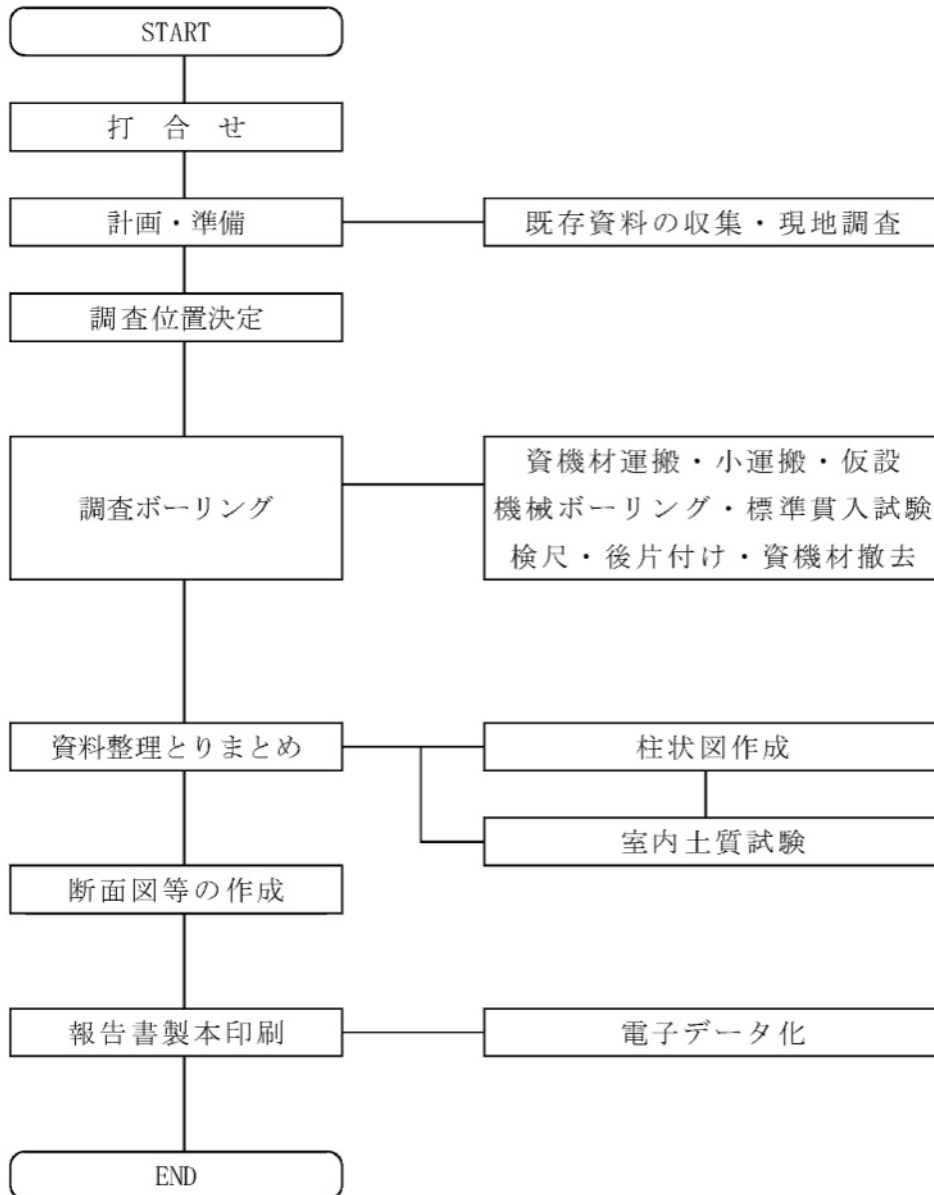 START
打 合 せ
計画・準備
既存資料の収集・現地調査
調査位置決定
調査ボーリング
資機材運搬・小運搬・仮設
機械ボーリング・標準貫入試験
検尺・後片付け・資機材撤去
資料整理とりまとめ
柱状図作成
室内土質試験
断面図等の作成
報告書製本印刷
電子データ化
END